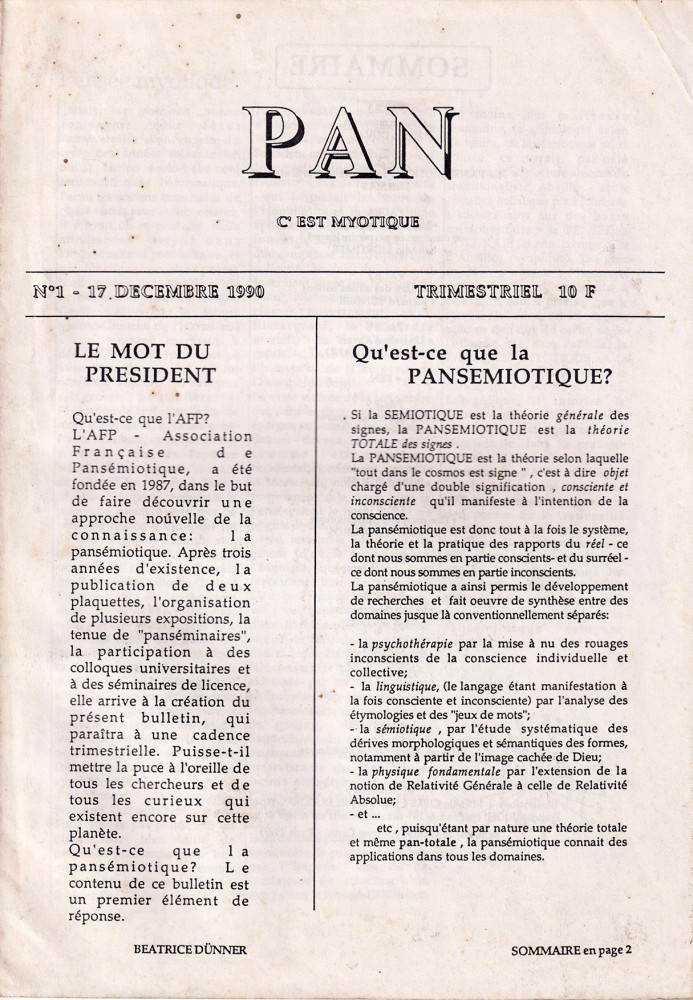 PAN
C' EST MYOTIQUE
N°1 - 17 DECEMBRE 1990
TRIMESTRIEL 10 F
LE MOT DU
PRESIDENT
Qu'est-ce que l'AFP?
L'AFP - Association
Française de
Pansémiotique, a été
fondée en 1987, dans le but
de faire découvrir une
approche nouvelle de la
connaissance: la
pansémiotique. Après trois
années d'existence, la
publication de deux
plaquettes, l'organisation
de plusieurs expositions, la
tenue de "panséminaires",
la participation à des
colloques universitaires et
à des séminaires de licence,
elle arrive à la création du
présent bulletin, qui
paraîtra à une cadence
trimestrielle. Puisse-t-il
mettre la puce à l'oreille de
tous les chercheurs et de
tous les curieux qui
existent encore sur cette
planète.
Qu'est-ce que la
pansémiotique? Le
contenu de ce bulletin est
un premier élément de
réponse.
BEATRICE DÜNNER
Qu'est-ce que la
PANSEMIOTIQUE?
Si la SEMIOTIQUE est la théorie générale des
signes, la PANSEMIOTIQUE est la théorie
TOTALE des signes .
La PANSEMIOTIQUE est la théorie selon laquelle
"tout dans le cosmos est signe " , c'est à dire objet
chargé d'une double signification , consciente et
inconsciente qu'il manifeste à l'intention de la
conscience.
La pansémiotique est donc tout à la fois le système,
la théorie et la pratique des rapports du réel - ce
dont nous sommes en partie conscients- et du surréel -
ce dont nous sommes en partie inconscients.
La pansémiotique a ainsi permis le développement
de recherches et fait oeuvre de synthèse entre des
domaines jusque là conventionnellement séparés:
- la psychothérapie par la mise à nu des rouages
inconscients de la conscience individuelle et
collective;
- la linguistique, (le langage étant manifestation à
la fois consciente et inconsciente) par l'analyse des
étymologies et des "jeux de mots";
- la sémiotique , par l'étude systématique des
dérives morphologiques et sémantiques des formes,
notamment à partir de l'image cachée de Dieu;
- la physique fondamentale par l'extension de la
notion de Relativité Générale à celle de Relativité
Absolue;
- et ...
etc , puisqu'étant par nature une théorie totale
et même pan-totale , la pansémiotique connait des
applications dans tous les domaines.
SOMMAIRE en page 2